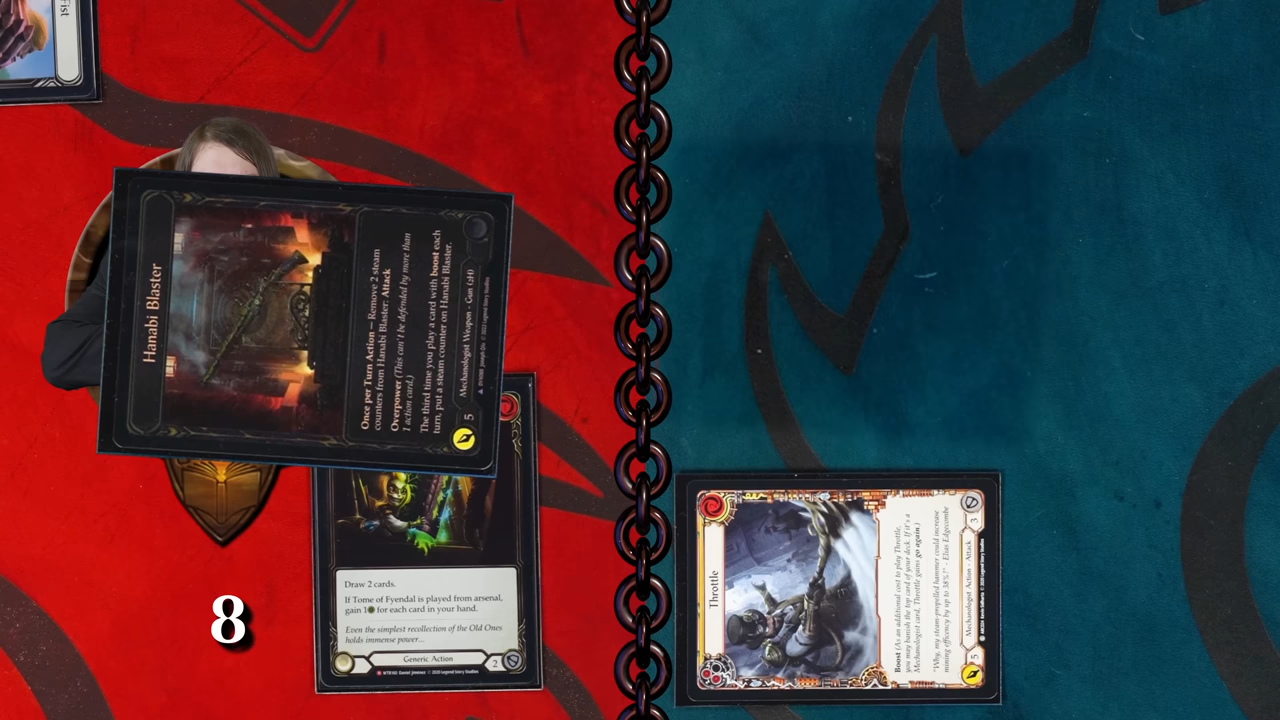 ist
Hanabi Blaster
Once per Turn Action — Remove 2 steam
counters from Hanabi Blaster: Attack
Overpower (This can't be defended by more than
1 action card.)
The third time you play a card with boost each
turn, put a steam counter on Hanabi Blaster.
5
Mechanologist Weapon - Gun (2H)
8
Draw 2 cards.
If Tome of Fyendal is played from arsenal,
gain 1 for each card in your hand.
Even the simplest recollection of the Old Ones
holds immense power...
Generic Action
2
Throttle
Boost (As an additional cost to play Throttle,
you may banish the top card of your deck. If it's a
Mechanologist card, Throttle gains go again.)
"Why, my steam-propelled hammer could increase
mining efficency by up to 38%!" - Elias Edgecombe
5
Mechanologist Action - Attack
3